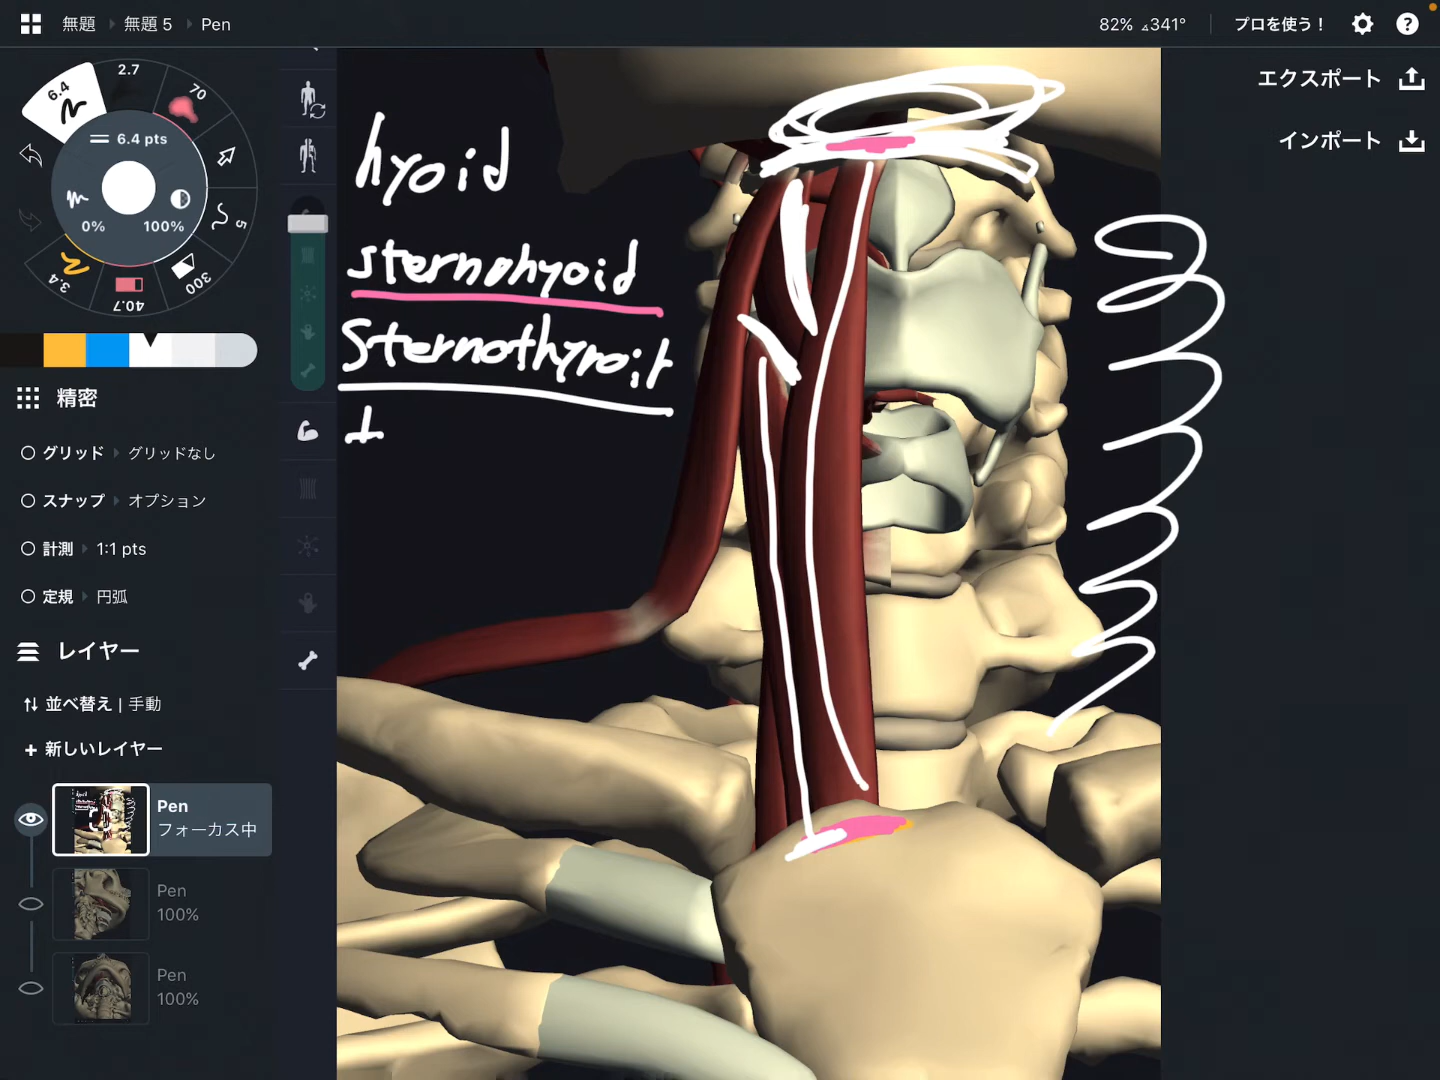 無題 無題 5 Pen
82% ⊿341° プロを使う！
エクスポート
インポート
2.7
6.4
70
6.4 pts
0% 100%
5
3.4
40.7
300
精密
グリッド グリッドなし
スナップ オプション
計測 1:1 pts
定規 円弧
レイヤー
並べ替え | 手動
+ 新しいレイヤー
Pen
フォーカス中
Pen
100%
Pen
100%
hyoid
sternohyoid
Sternothyroit